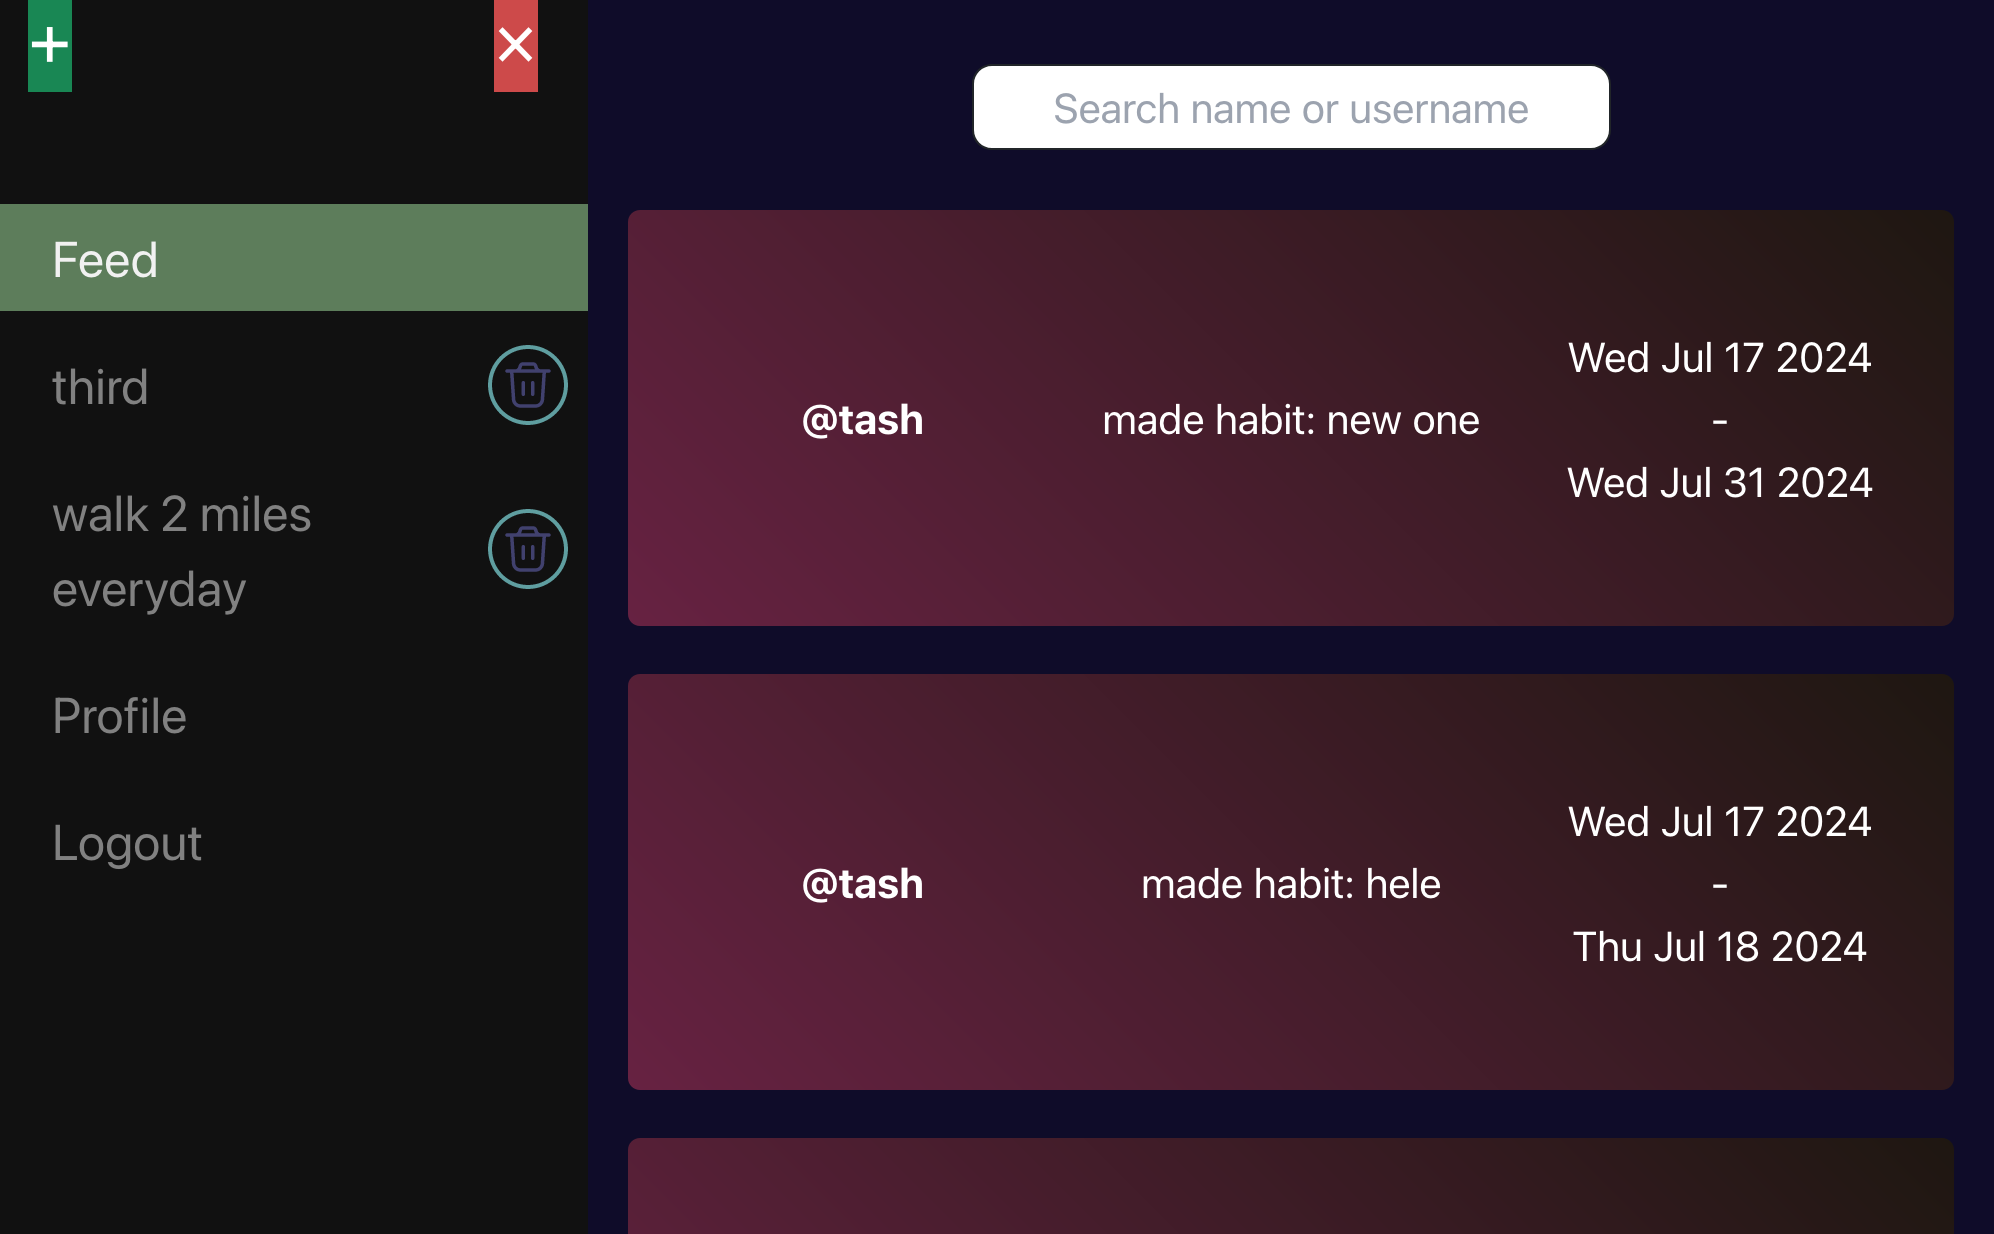 +
×
Feed
third
walk 2 miles
everyday
Profile
Logout
Search name or username
@tash
made habit: new one
Wed Jul 17 2024
-
Wed Jul 31 2024
@tash
made habit: hele
Wed Jul 17 2024
-
Thu Jul 18 2024